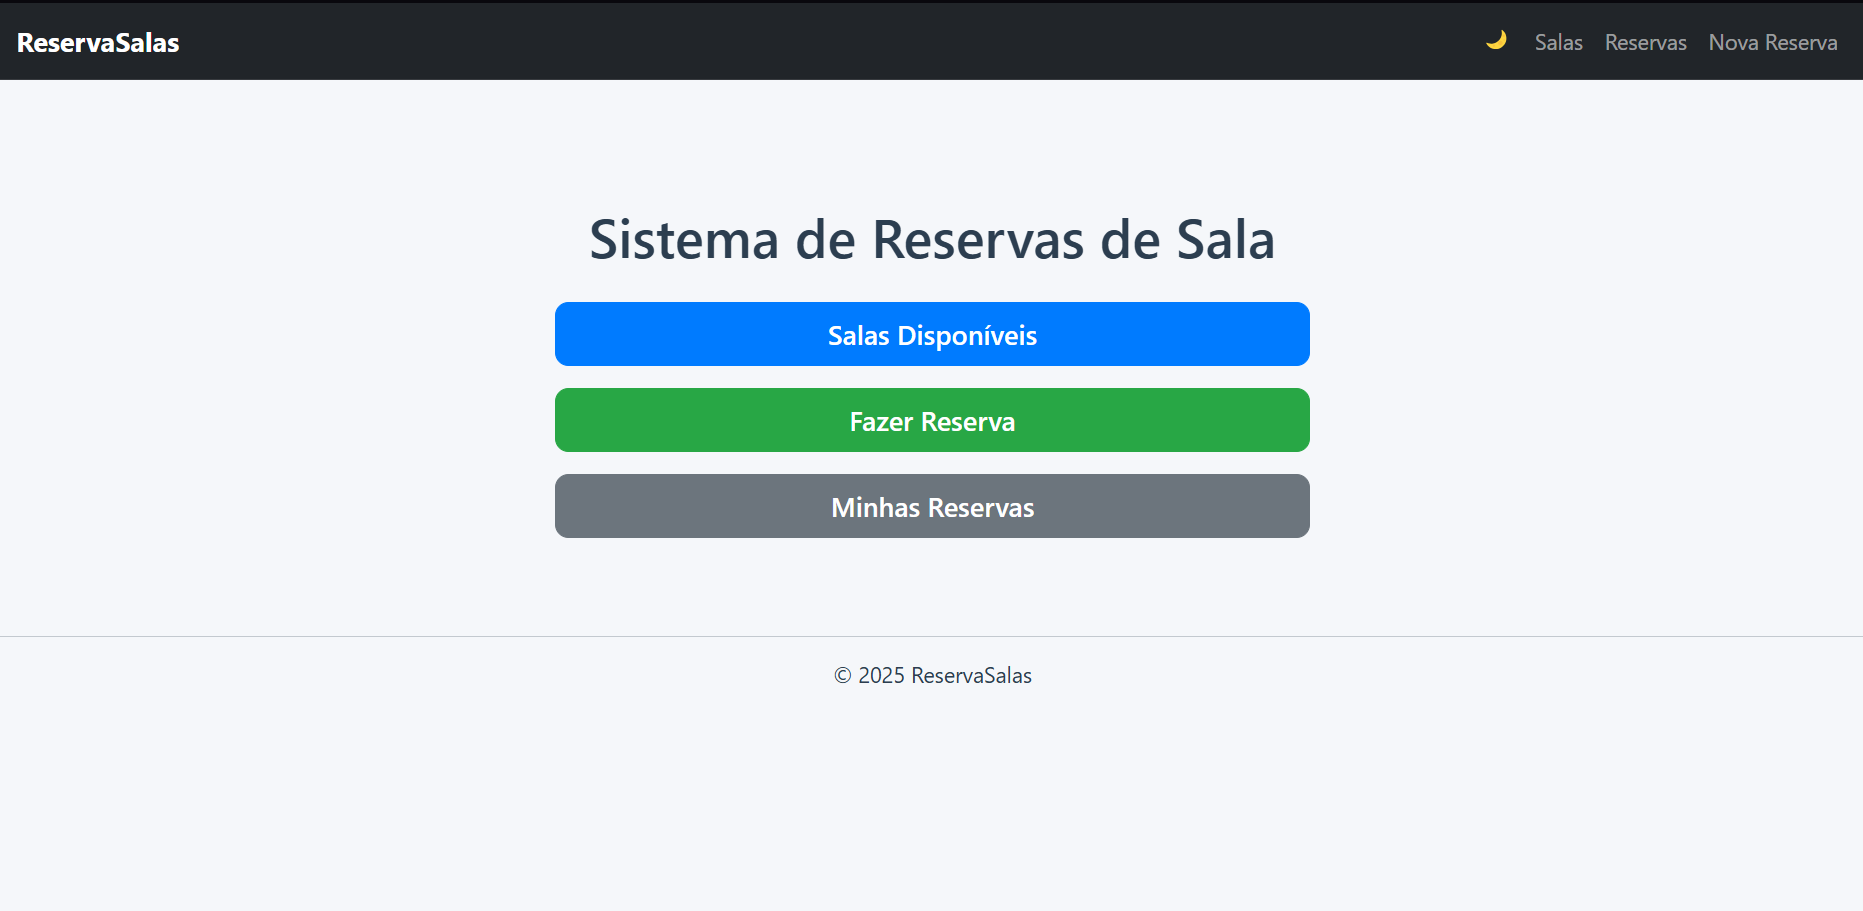 ReservaSalas
Salas Reservas Nova Reserva
Sistema de Reservas de Sala
Salas Disponíveis
Fazer Reserva
Minhas Reservas
© 2025 ReservaSalas